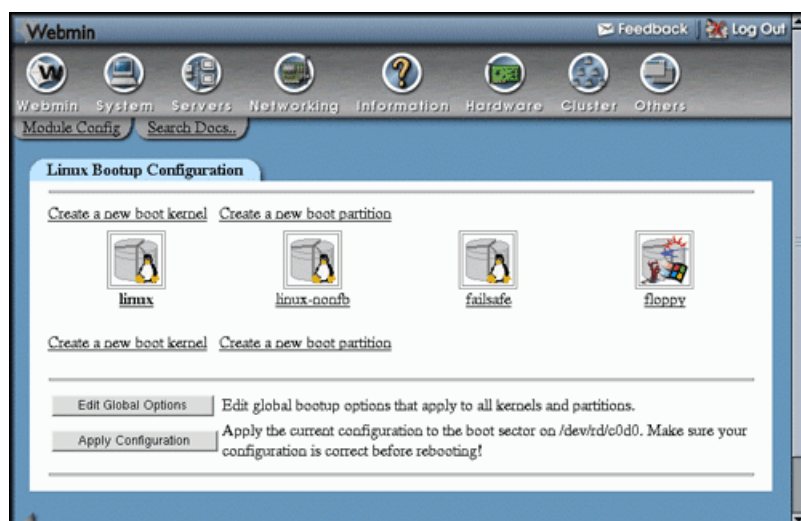 Webmin
Feedback Log Out
Webmin System Servers Networking Information Hardware Cluster Others
Module Config Search Docs..
Linux Bootup Configuration
Create a new boot kernel Create a new boot partition
linux linux-nonfb failsafe floppy
Create a new boot kernel Create a new boot partition
Edit Global Options Edit global bootup options that apply to all kernels and partitions.
Apply Configuration Apply the current configuration to the boot sector on /dev/rd/c0d0. Make sure your
configuration is correct before rebooting!